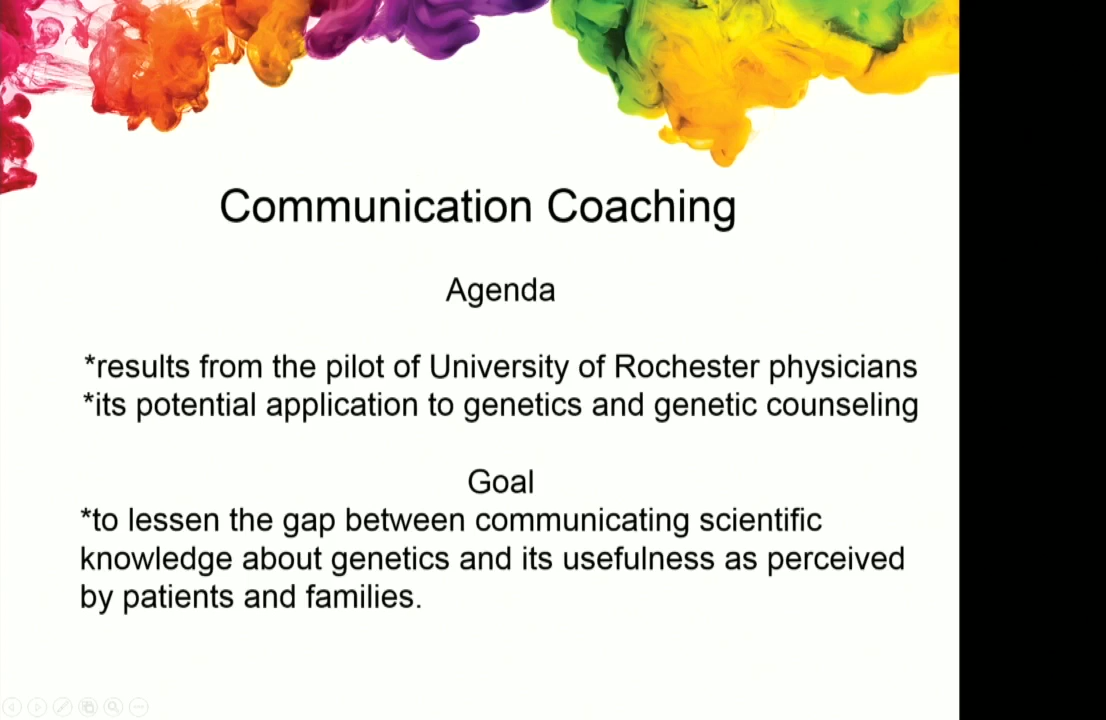 Communication Coaching
Agenda
*results from the pilot of University of Rochester physicians
*its potential application to genetics and genetic counseling
Goal
*to lessen the gap between communicating scientific
knowledge about genetics and its usefulness as perceived
by patients and families.